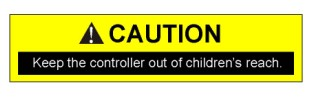 CAUTION
Keep the controller out of children's reach.